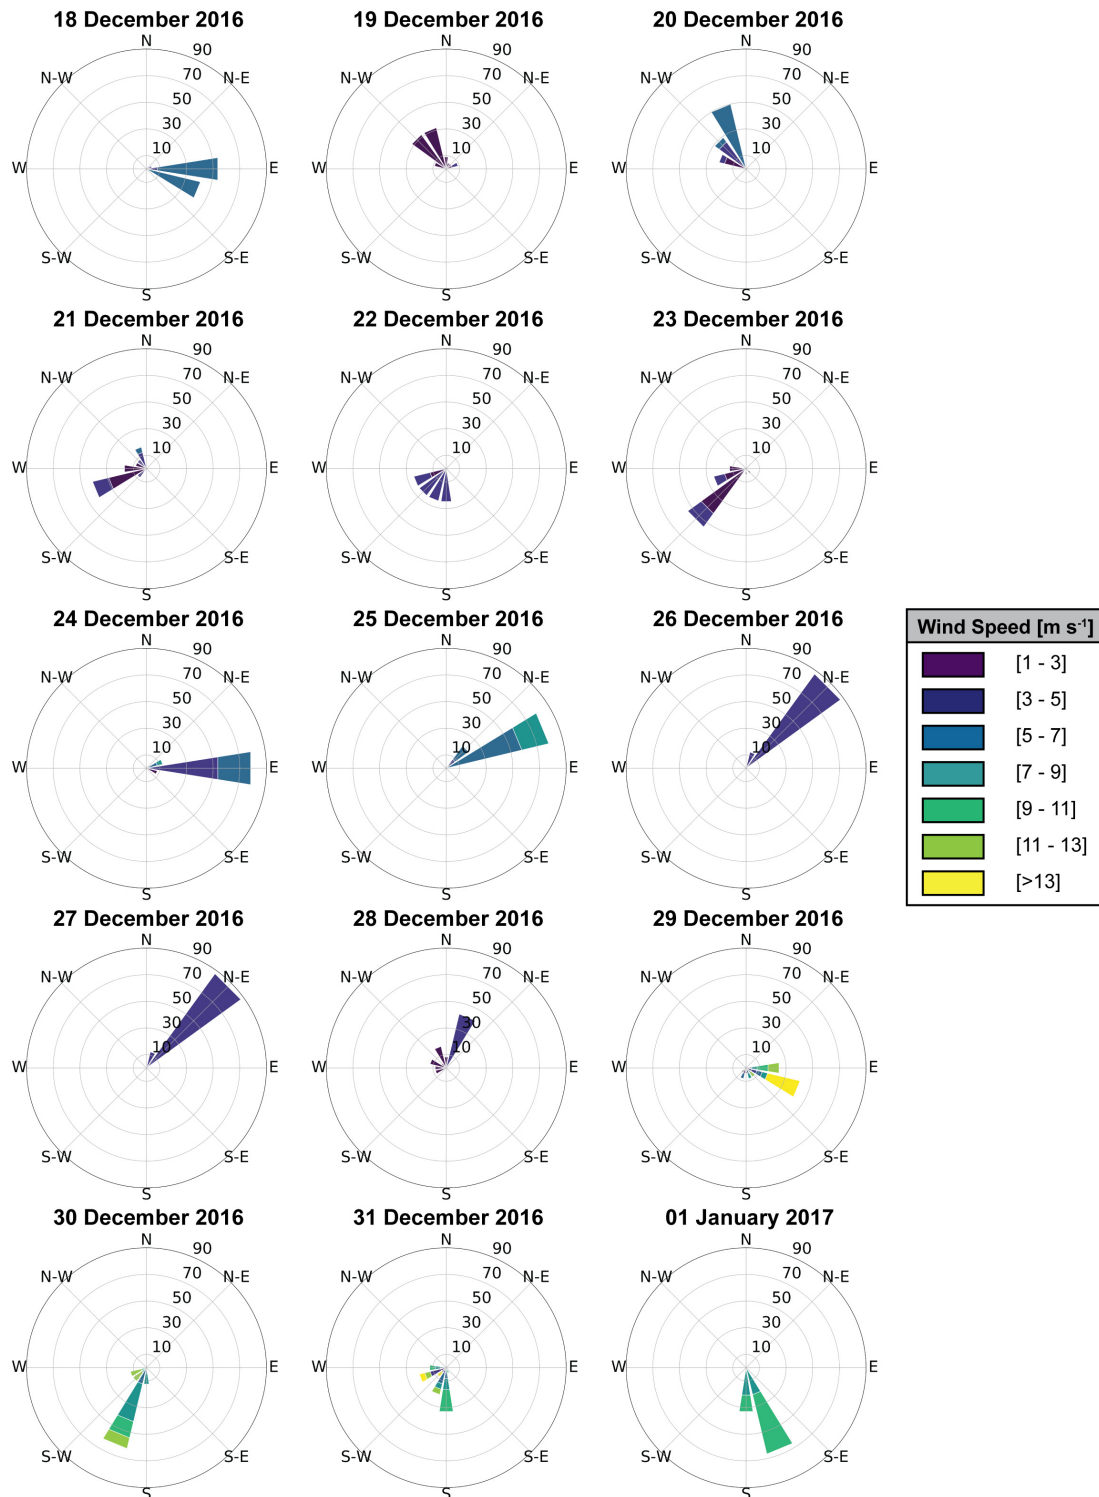 18 December 2016
N
90
70
50
30
10
N-W
N-E
W
E
S-W
S-E
S
19 December 2016
N
90
70
50
30
10
N-W
N-E
W
E
S-W
S-E
S
20 December 2016
N
90
70
50
30
10
N-W
N-E
W
E
S-W
S-E
S
21 December 2016
N
90
70
50
30
10
N-W
N-E
W
E
S-W
S-E
S
22 December 2016
N
90
70
50
30
10
N-W
N-E
W
E
S-W
S-E
S
23 December 2016
N
90
70
50
30
10
N-W
N-E
W
E
S-W
S-E
S
24 December 2016
N
90
70
50
30
10
N-W
N-E
W
E
S-W
S-E
S
25 December 2016
N
90
70
50
30
10
N-W
N-E
W
E
S-W
S-E
S
26 December 2016
N
90
70
50
30
10
N-W
N-E
W
E
S-W
S-E
S
Wind Speed [m s⁻¹]
[1 - 3]
[3 - 5]
[5 - 7]
[7 - 9]
[9 - 11]
[11 - 13]
[>13]
27 December 2016
N
90
70
50
30
10
N-W
N-E
W
E
S-W
S-E
S
28 December 2016
N
90
70
50
30
10
N-W
N-E
W
E
S-W
S-E
S
29 December 2016
N
90
70
50
30
10
N-W
N-E
W
E
S-W
S-E
S
30 December 2016
N
90
70
50
30
10
N-W
N-E
W
E
S-W
S-E
S
31 December 2016
N
90
70
50
30
10
N-W
N-E
W
E
S-W
S-E
S
01 January 2017
N
90
70
50
30
10
N-W
N-E
W
E
S-W
S-E
S